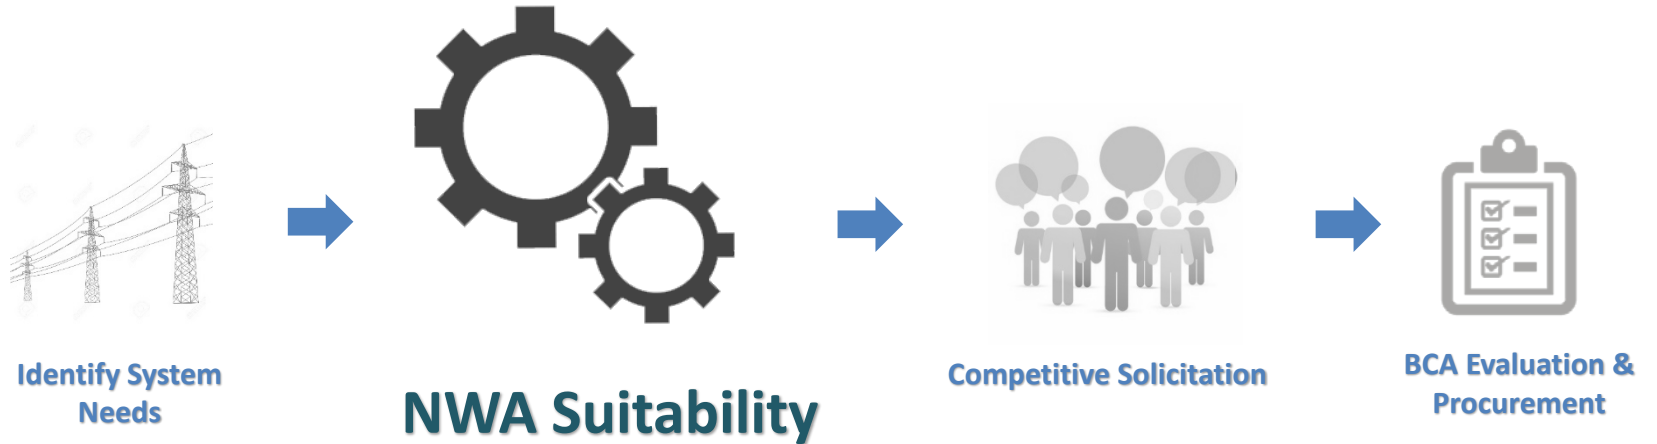 Identify System
Needs
NWA Suitability
Competitive Solicitation
BCA Evaluation &
Procurement